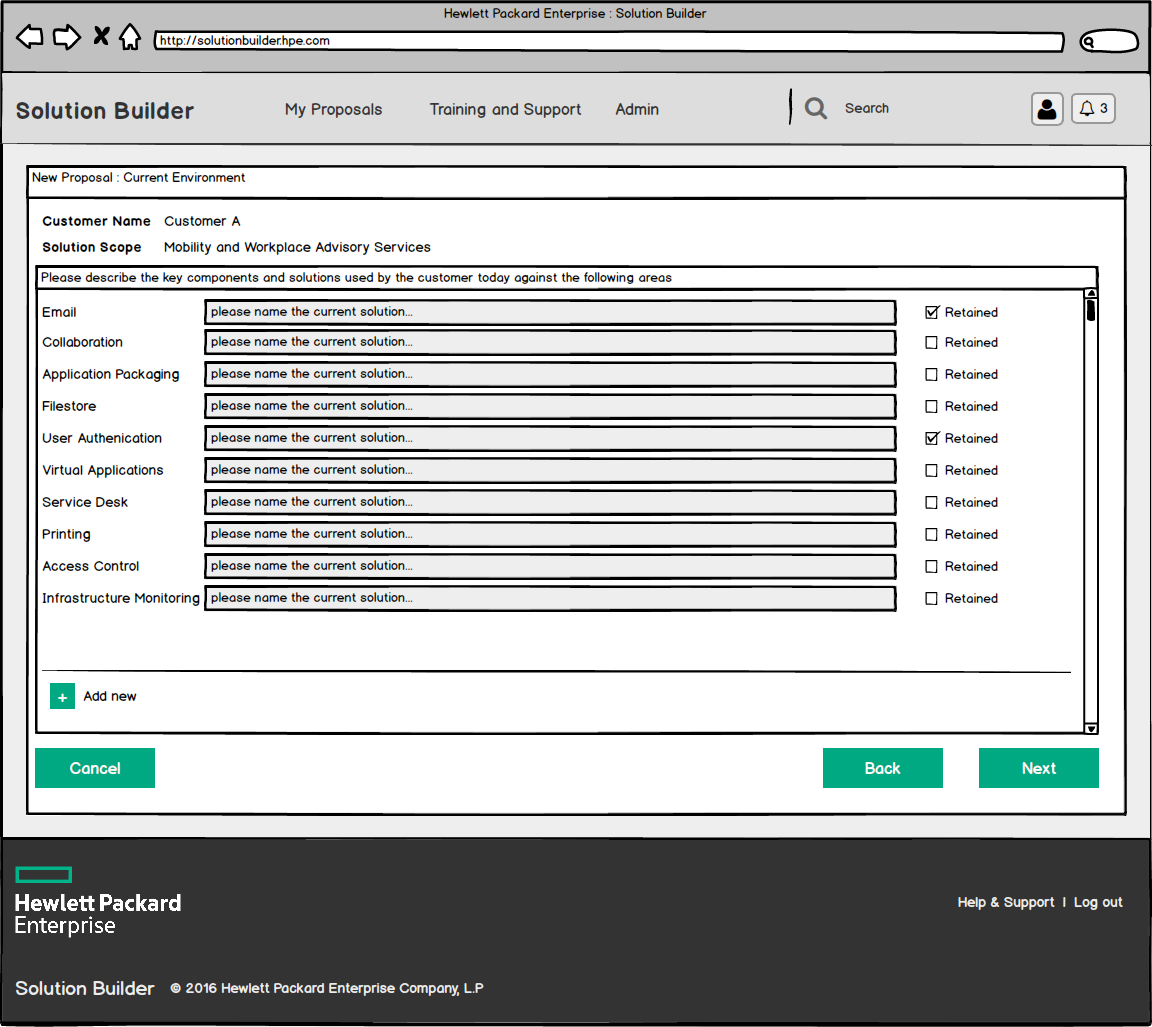 Hewlett Packard Enterprise : Solution Builder
http://solutionbuilder.hpe.com
Solution Builder My Proposals Training and Support Admin Search 3
New Proposal : Current Environment
Customer Name Customer A
Solution Scope Mobility and Workplace Advisory Services
Please describe the key components and solutions used by the customer today against the following areas
Email please name the current solution... Retained
Collaboration please name the current solution... Retained
Application Packaging please name the current solution... Retained
Filestore please name the current solution... Retained
User Authenication please name the current solution... Retained
Virtual Applications please name the current solution... Retained
Service Desk please name the current solution... Retained
Printing please name the current solution... Retained
Access Control please name the current solution... Retained
Infrastructure Monitoring please name the current solution... Retained
+ Add new
Cancel Back Next
Hewlett Packard
Enterprise
Help & Support | Log out
Solution Builder © 2016 Hewlett Packard Enterprise Company, L.P